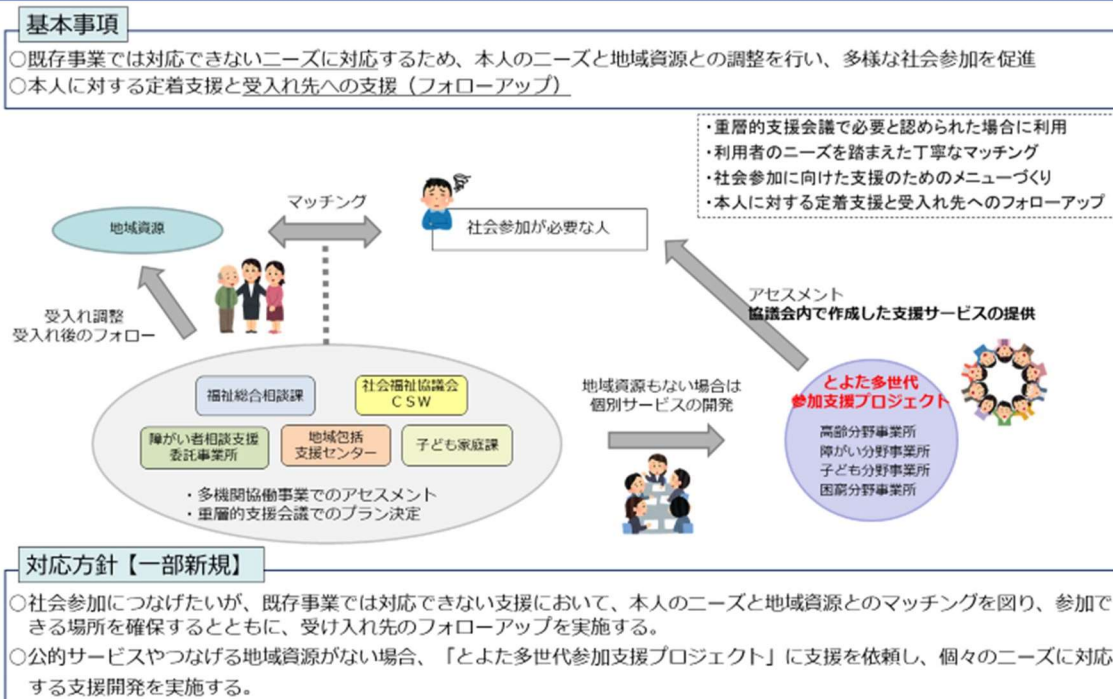 基本事項
○既存事業では対応できないニーズに対応するため、本人のニーズと地域資源との調整を行い、多様な社会参加を促進
○本人に対する定着支援と受入れ先への支援（フォローアップ）
・重層的支援会議で必要と認められた場合に利用
・利用者のニーズを踏まえた丁寧なマッチング
・社会参加に向けた支援のためのメニューづくり
・本人に対する定着支援と受入れ先へのフォローアップ
マッチング
地域資源
社会参加が必要な人
受入れ調整
受入れ後のフォロー
アセスメント
協議会内で作成した支援サービスの提供
福祉総合相談課
社会福祉協議会
ＣＳＷ
障がい者相談支援
委託事業所
地域包括
支援センター
子ども家庭課
・多機関協働事業でのアセスメント
・重層的支援会議でのプラン決定
地域資源もない場合は
個別サービスの開発
とよた多世代
参加支援プロジェクト
高齢分野事業所
障がい分野事業所
子ども分野事業所
困窮分野事業所
対応方針【一部新規】
○社会参加につなげたいが、既存事業では対応できない支援において、本人のニーズと地域資源とのマッチングを図り、参加で
きる場所を確保するとともに、受け入れ先のフォローアップを実施する。
○公的サービスやつなげる地域資源がない場合、「とよた多世代参加支援プロジェクト」に支援を依頼し、個々のニーズに対応
する支援開発を実施する。